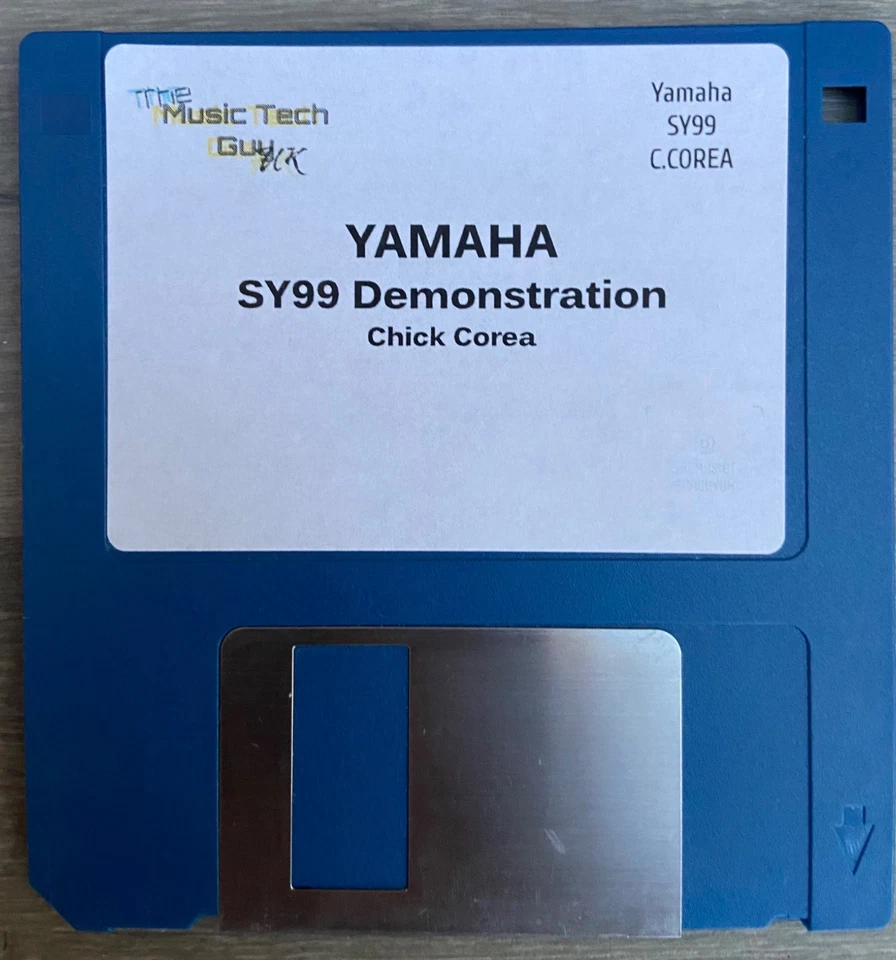 The
Music Tech
Guy UK
Yamaha
SY99
C.COREA
YAMAHA
SY99 Demonstration
Chick Corea